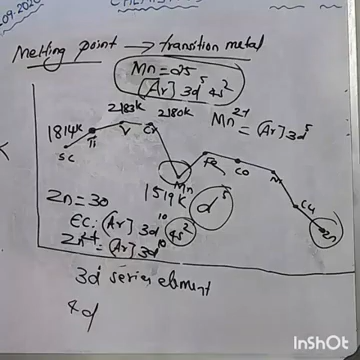 .09.2020
Melting point → transition metal
Mn = 25
[Ar] 3d⁵ 4s²
2183K 2180K
Mn²⁺ = [Ar] 3d⁵
1814K
Sc Ti V Cr Mn Fe Co Ni Cu Zn
1519K
d⁵
Zn = 30
EC: [Ar] 3d¹⁰ 4s²
Zn²⁺ = [Ar] 3d¹⁰
3d series element
4d
InShOt